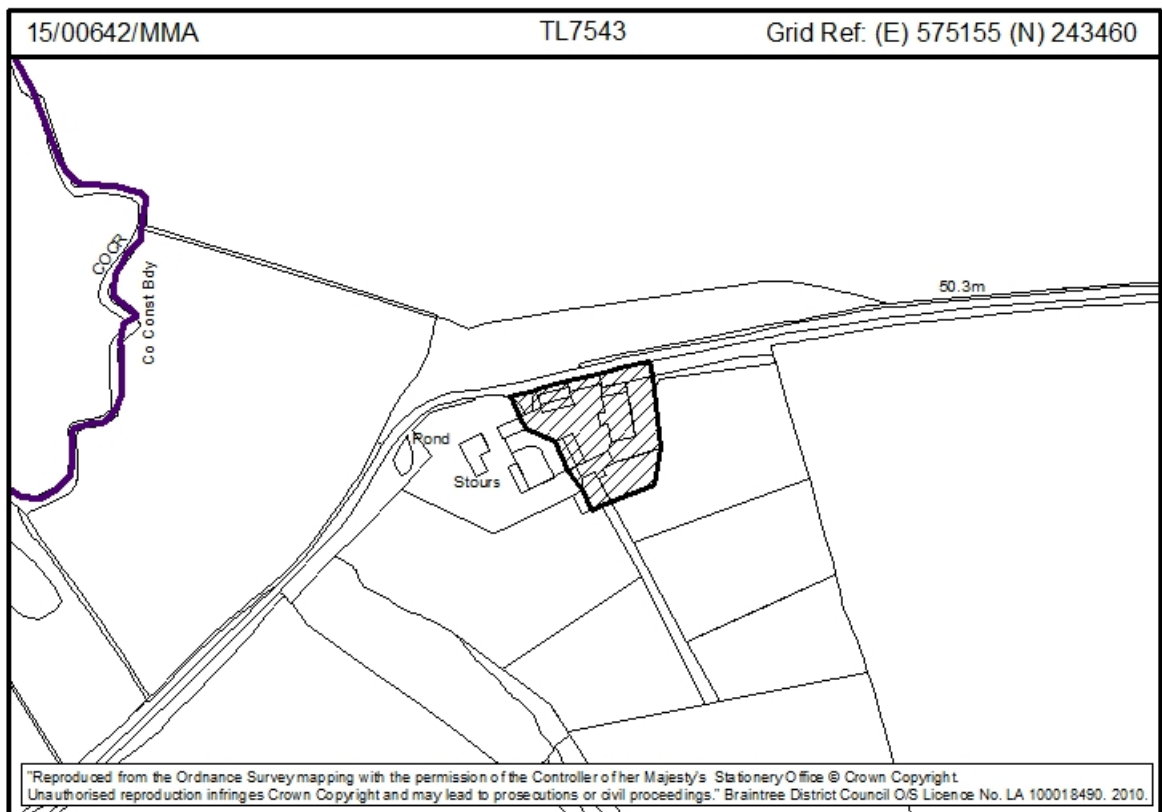 15/00642/MMA TL7543 Grid Ref: (E) 575155 (N) 243460
CO CR
Co Const Bdy
50.3m
Pond
Stours
"Reproduced from the Ordnance Survey mapping with the permission of the Controller of her Majesty's Stationery Office © Crown Copyright.
Unauthorised reproduction infringes Crown Copyright and may lead to prosecutions or civil proceedings." Braintree District Council O/S Licence No. LA 100018490. 2010.